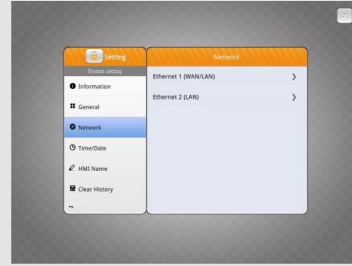 Setting
System setting
Information
General
Network
Time/Date
HMI Name
Clear History
Network
Ethernet 1 (WAN/LAN)
Ethernet 2 (LAN)